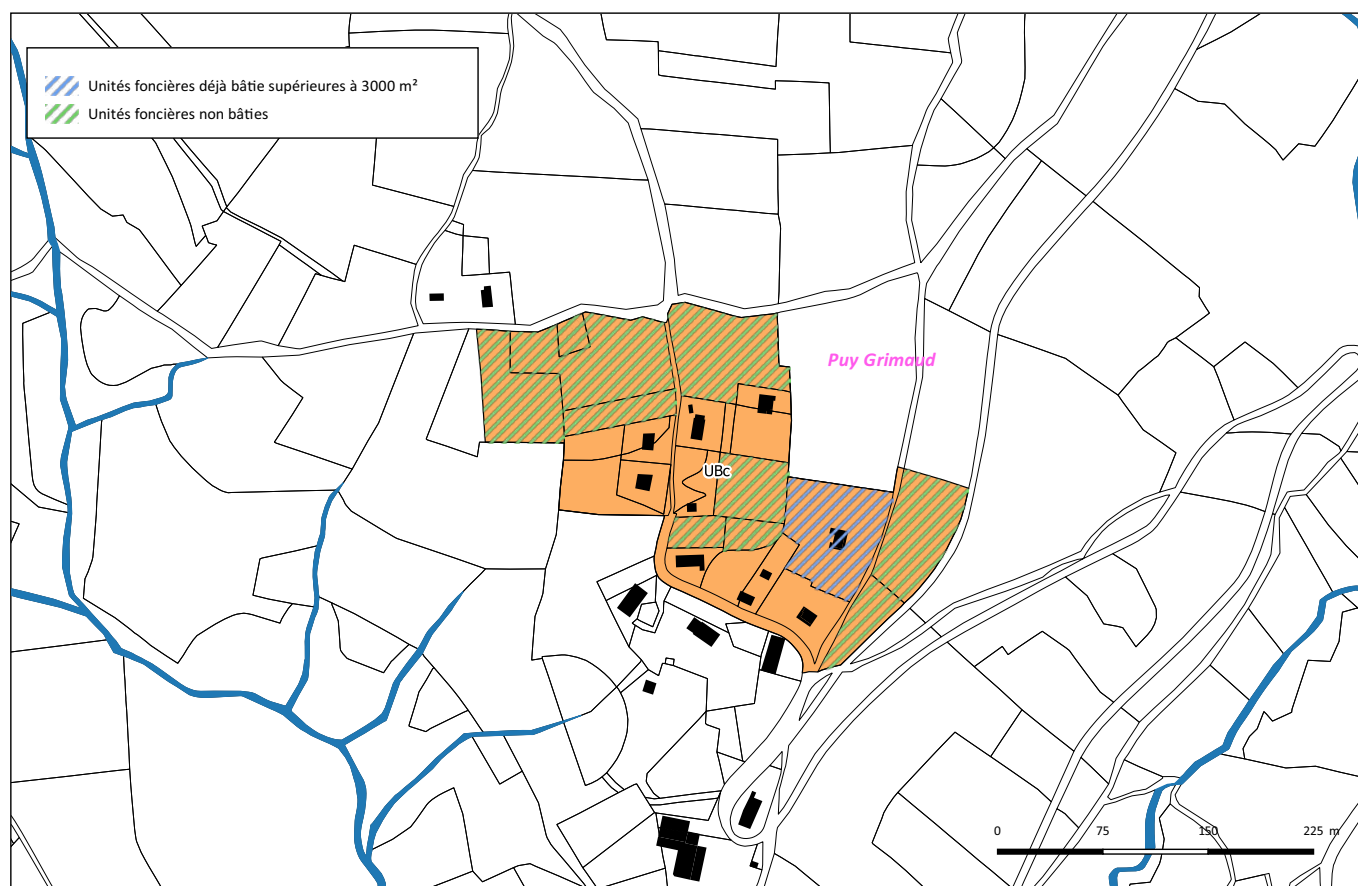 Unités foncières déjà bâtie supérieures à 3000 m²
Unités foncières non bâties
Puy Grimaud
UBc
0 75 150 225 m